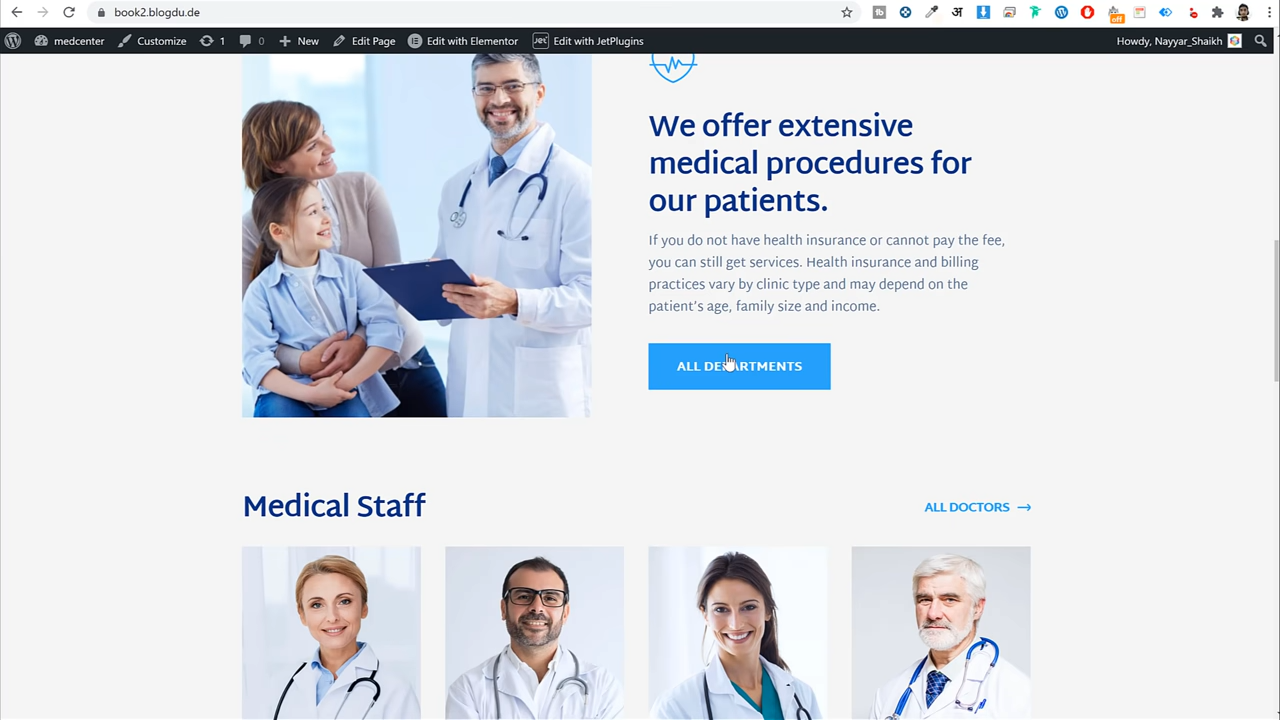 book2.blogdu.de
off
medcenter Customize 1 0 New Edit Page Edit with Elementor Jet Edit with JetPlugins Howdy, Nayyar_Shaikh
We offer extensive
medical procedures for
our patients.
If you do not have health insurance or cannot pay the fee,
you can still get services. Health insurance and billing
practices vary by clinic type and may depend on the
patient's age, family size and income.
ALL DEPARTMENTS
Medical Staff
ALL DOCTORS →